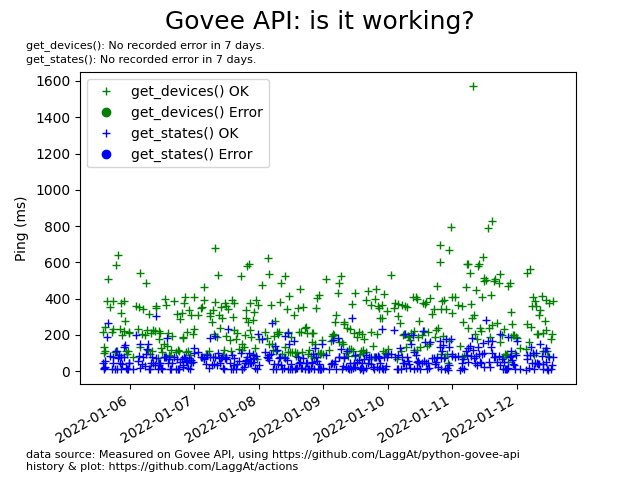 Govee API: is it working?
get_devices(): No recorded error in 7 days.
get_states(): No recorded error in 7 days.
get_devices() OK
get_devices() Error
get_states() OK
get_states() Error
Ping (ms)
1600
1400
1200
1000
800
600
400
200
0
2022-01-06
2022-01-07
2022-01-08
2022-01-09
2022-01-10
2022-01-11
2022-01-12
data source: Measured on Govee API, using https://github.com/LaggAt/python-govee-api
history & plot: https://github.com/LaggAt/actions